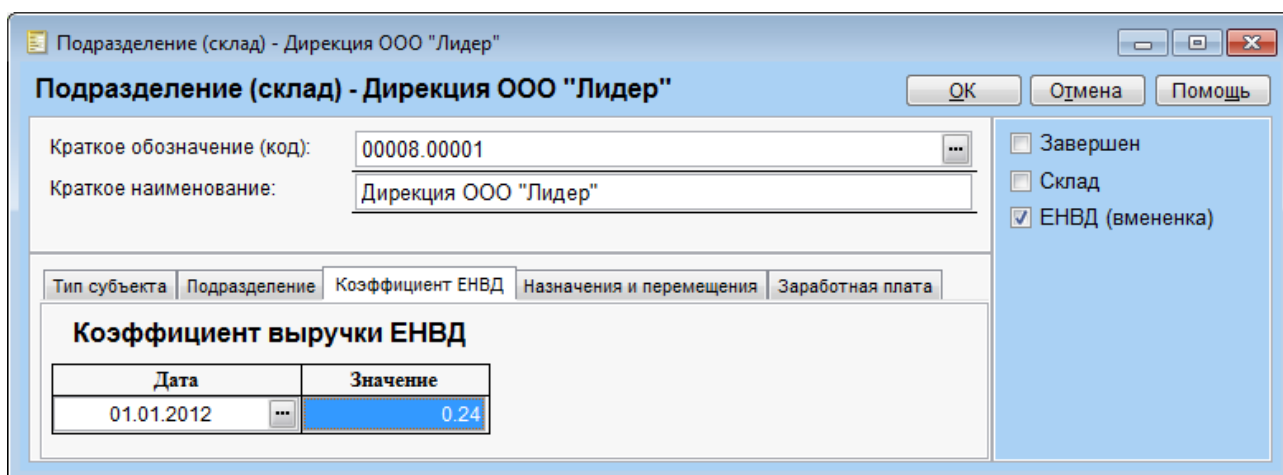 Подразделение (склад) - Дирекция ООО "Лидер"
Подразделение (склад) - Дирекция ООО "Лидер" ОК Отмена Помощь
Краткое обозначение (код): 00008.00001 ... Завершен
Краткое наименование: Дирекция ООО "Лидер" Склад
ЕНВД (вмененка)
Тип субъекта Подразделение Коэффициент ЕНВД Назначения и перемещения Заработная плата
Коэффициент выручки ЕНВД
Дата Значение
01.01.2012 ... 0.24